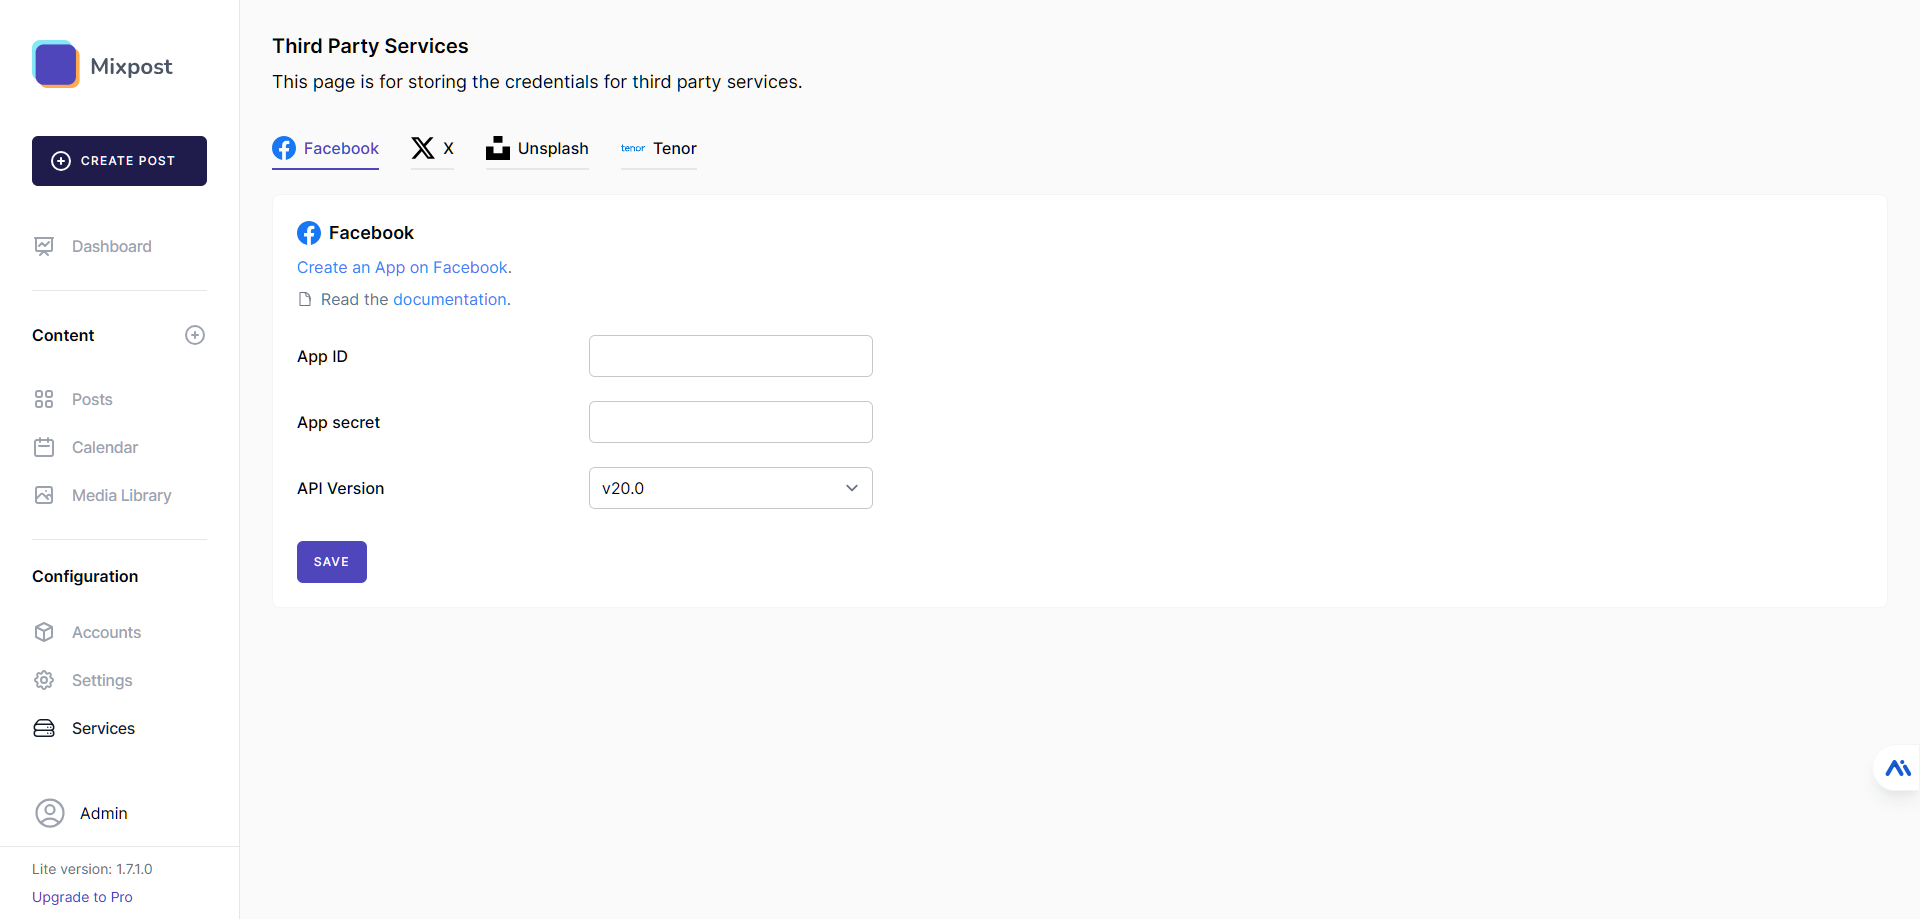 Mixpost
CREATE POST
Dashboard
Content
Posts
Calendar
Media Library
Configuration
Accounts
Settings
Services
Admin
Lite version: 1.7.1.0
Upgrade to Pro
Third Party Services
This page is for storing the credentials for third party services.
Facebook
X
Unsplash
tenor Tenor
Facebook
Create an App on Facebook.
Read the documentation.
App ID
App secret
API Version
v20.0
SAVE